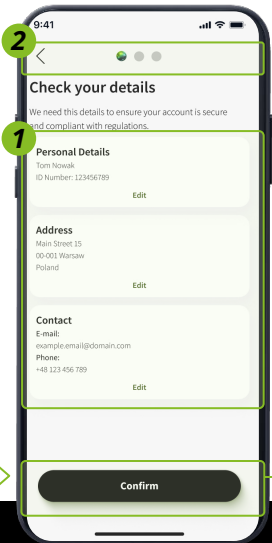 9:41
2
Check your details
We need this details to ensure your account is secure
and compliant with regulations.
1
Personal Details
Tom Nowak
ID Number: 123456789
Edit
Address
Main Street 15
00-001 Warsaw
Poland
Edit
Contact
E-mail:
example.email@domain.com
Phone:
+48 123 456 789
Edit
Confirm